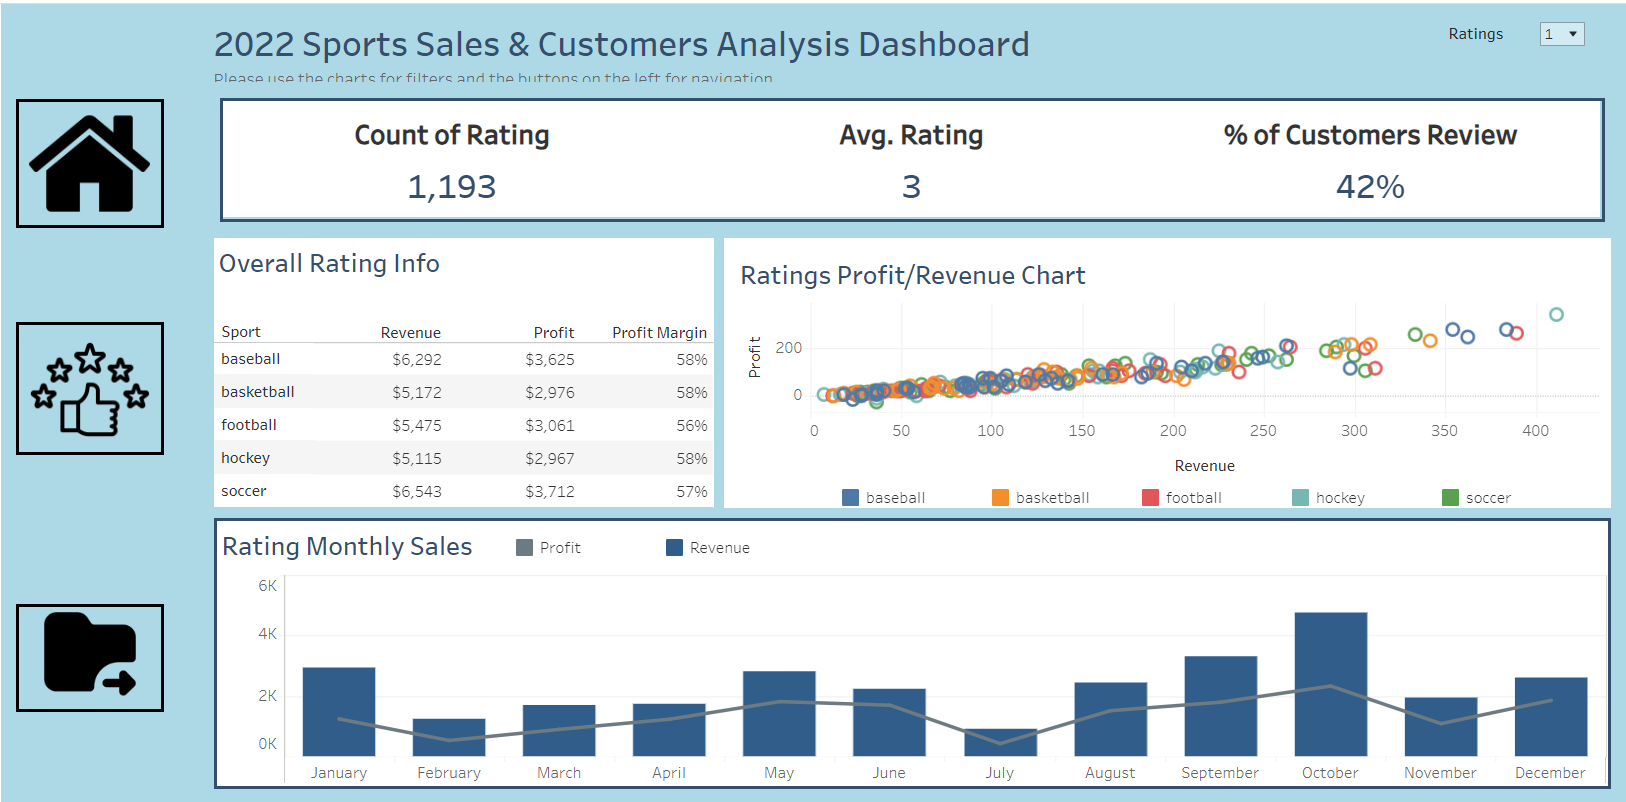 2022 Sports Sales & Customers Analysis Dashboard
Ratings 1
Please use the charts for filters and the buttons on the left for navigation
Count of Rating Avg. Rating % of Customers Review
1,193 3 42%
Overall Rating Info
Sport Revenue Profit Profit Margin
baseball $6,292 $3,625 58%
basketball $5,172 $2,976 58%
football $5,475 $3,061 56%
hockey $5,115 $2,967 58%
soccer $6,543 $3,712 57%
Ratings Profit/Revenue Chart
Profit
200
0
0 50 100 150 200 250 300 350 400
Revenue
baseball basketball football hockey soccer
Rating Monthly Sales Profit Revenue
6K
4K
2K
0K
January February March April May June July August September October November December